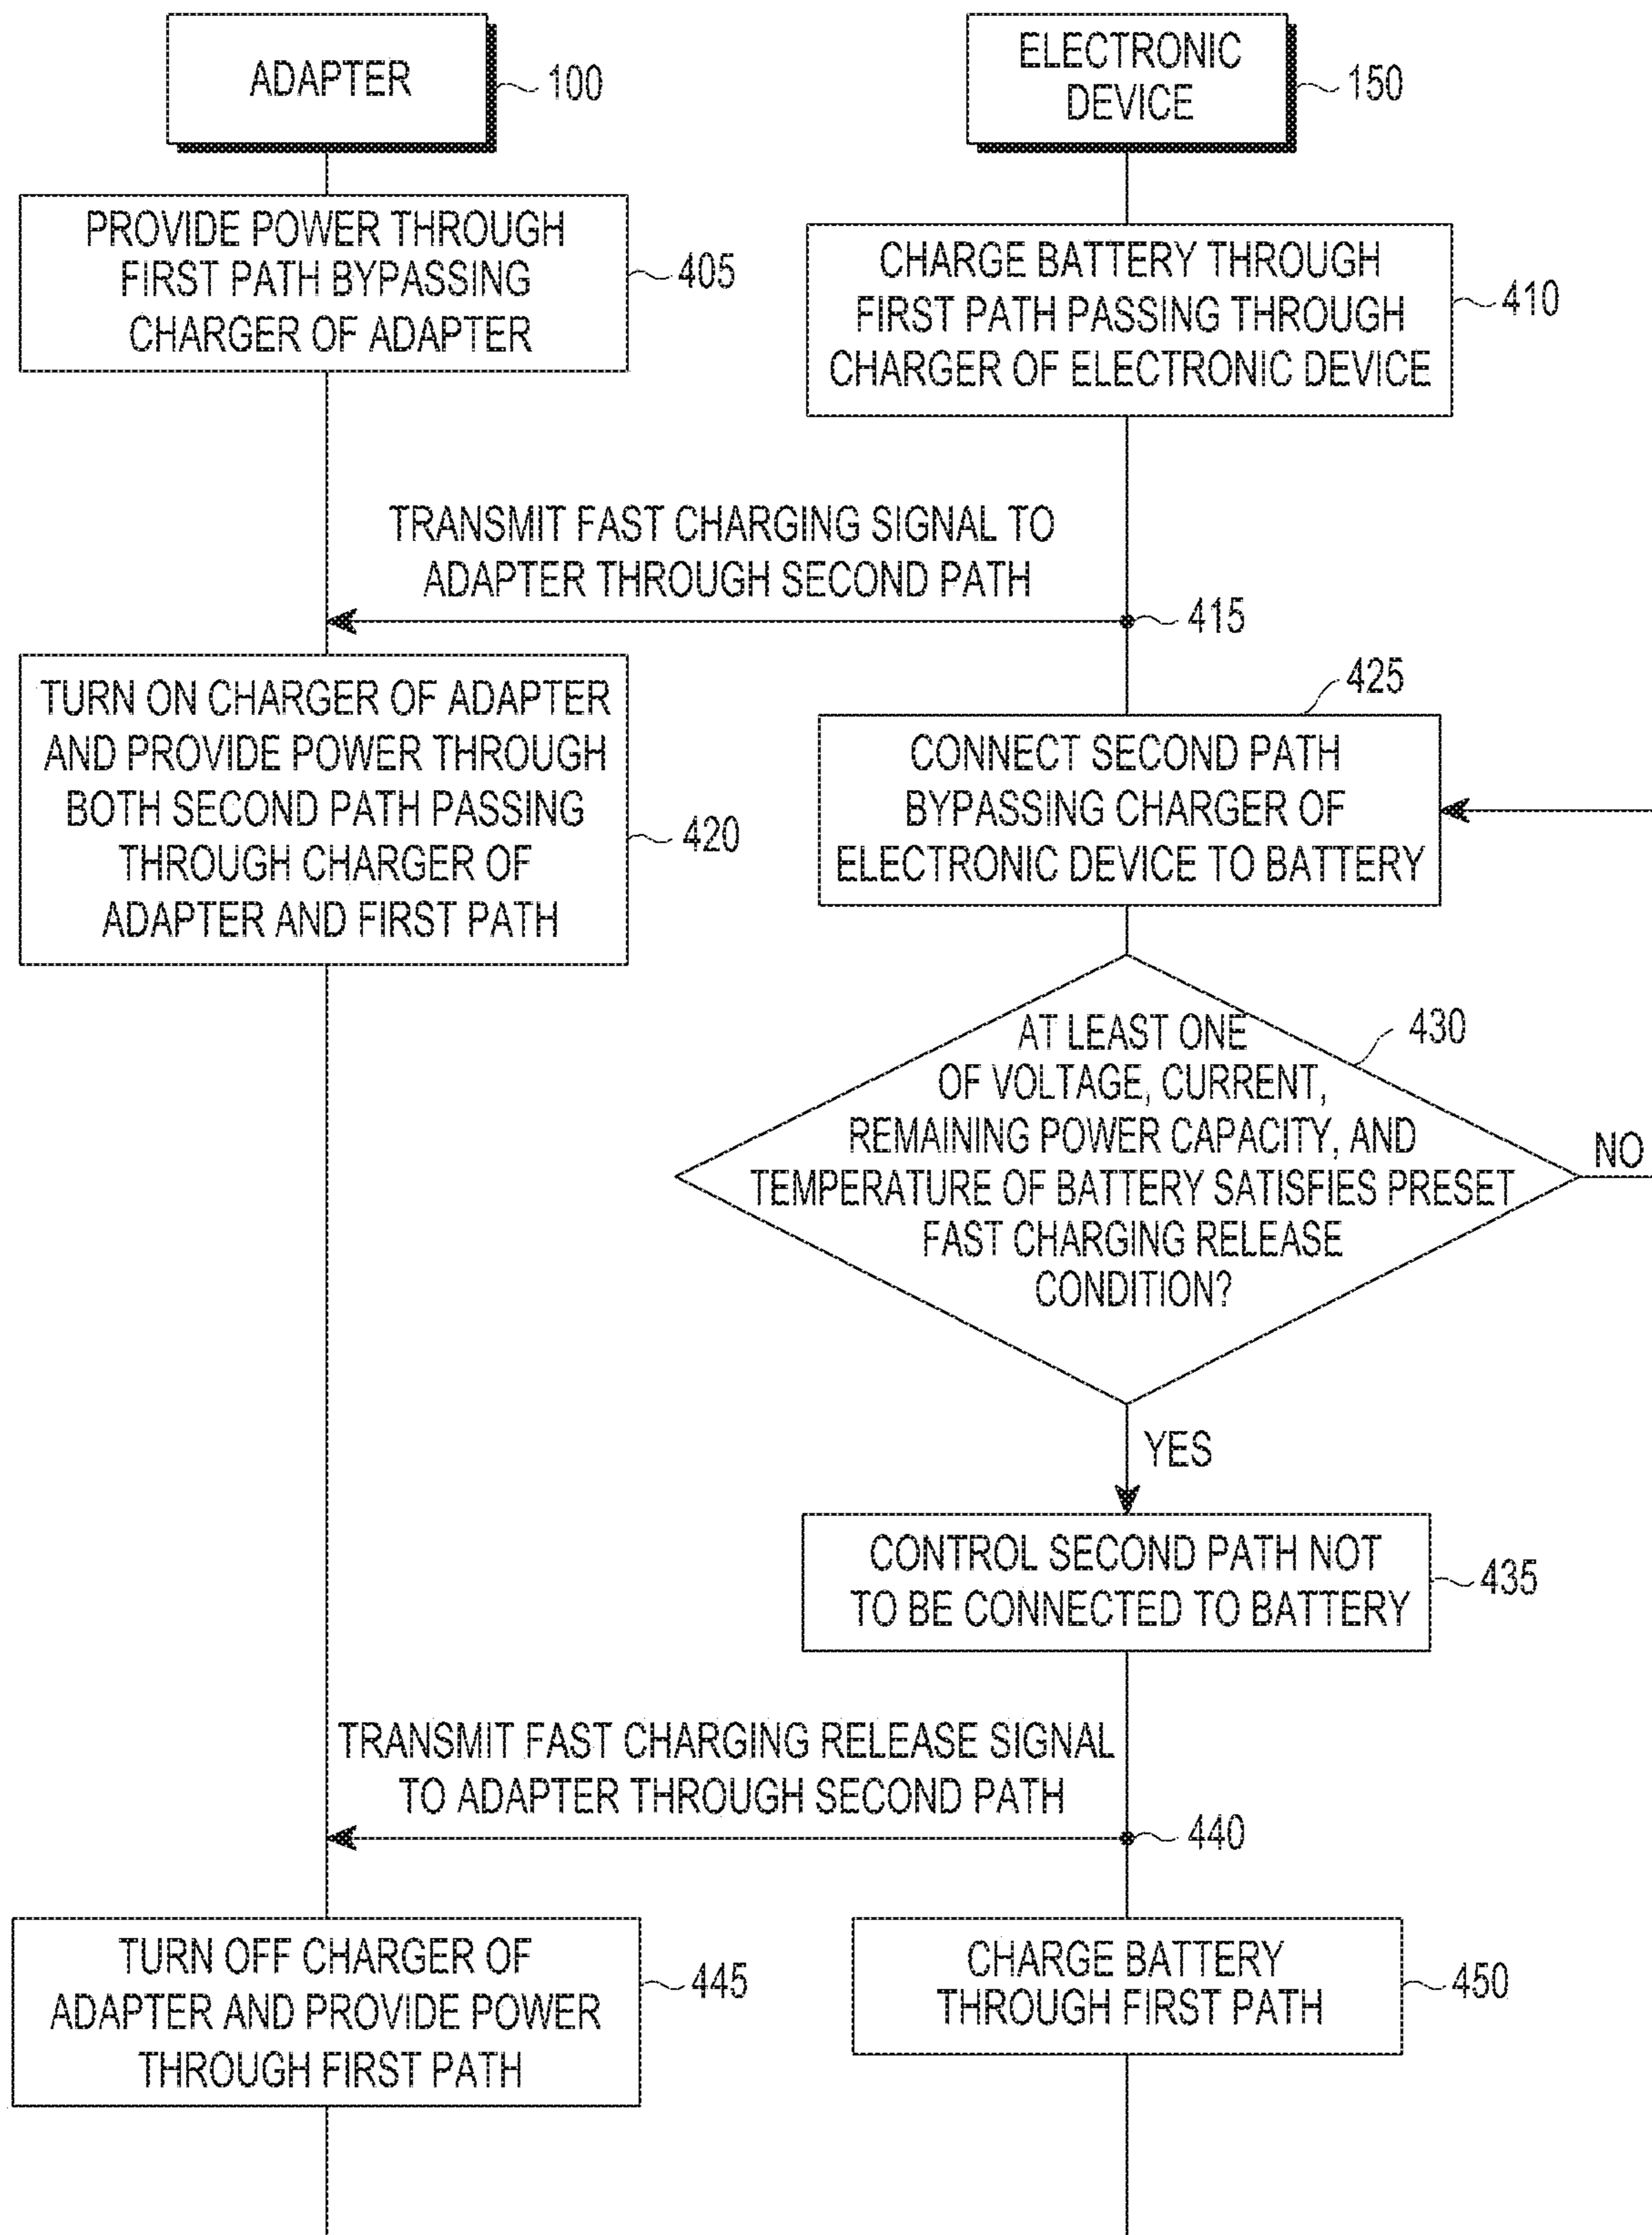 ADAPTER
100
ELECTRONIC
DEVICE
150
PROVIDE POWER THROUGH
FIRST PATH BYPASSING
CHARGER OF ADAPTER
405
CHARGE BATTERY THROUGH
FIRST PATH PASSING THROUGH
CHARGER OF ELECTRONIC DEVICE
410
TRANSMIT FAST CHARGING SIGNAL TO
ADAPTER THROUGH SECOND PATH
415
TURN ON CHARGER OF ADAPTER
AND PROVIDE POWER THROUGH
BOTH SECOND PATH PASSING
THROUGH CHARGER OF
ADAPTER AND FIRST PATH
420
425
CONNECT SECOND PATH
BYPASSING CHARGER OF
ELECTRONIC DEVICE TO BATTERY
AT LEAST ONE
OF VOLTAGE, CURRENT,
REMAINING POWER CAPACITY, AND
TEMPERATURE OF BATTERY SATISFIES PRESET
FAST CHARGING RELEASE
CONDITION?
430
NO
YES
CONTROL SECOND PATH NOT
TO BE CONNECTED TO BATTERY
435
TRANSMIT FAST CHARGING RELEASE SIGNAL
TO ADAPTER THROUGH SECOND PATH
440
TURN OFF CHARGER OF
ADAPTER AND PROVIDE POWER
THROUGH FIRST PATH
445
CHARGE BATTERY
THROUGH FIRST PATH
450